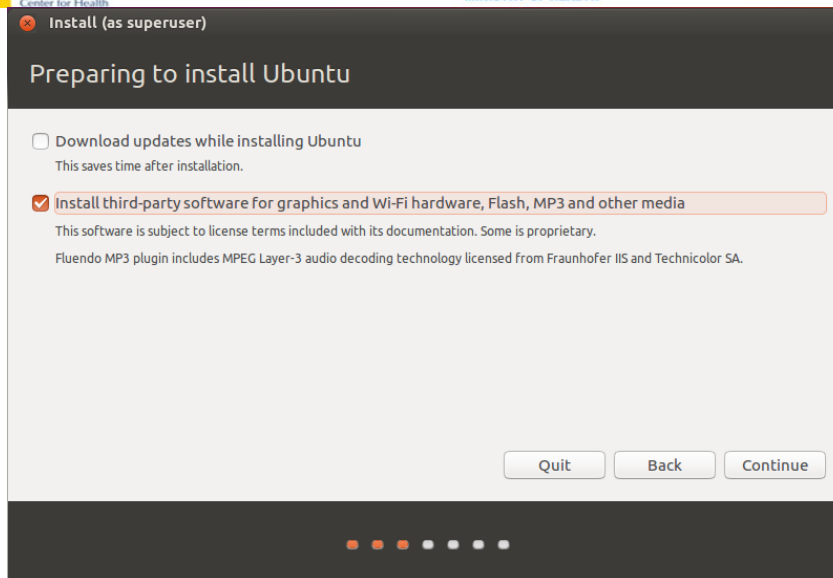 Center for Health
Install (as superuser)
Preparing to install Ubuntu
Download updates while installing Ubuntu
This saves time after installation.
Install third-party software for graphics and Wi-Fi hardware, Flash, MP3 and other media
This software is subject to license terms included with its documentation. Some is proprietary.
Fluendo MP3 plugin includes MPEG Layer-3 audio decoding technology licensed from Fraunhofer IIS and Technicolor SA.
Quit Back Continue